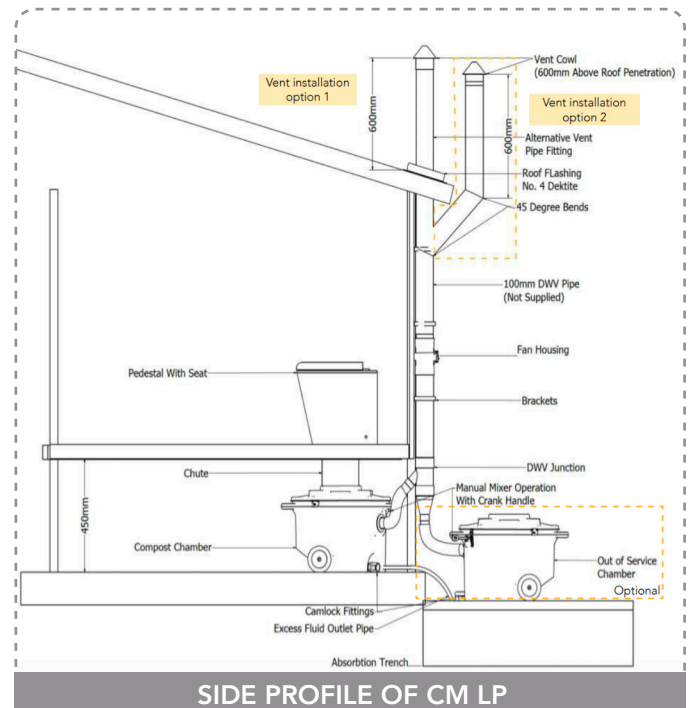 Vent Cowl
(600mm Above Roof Penetration)
Vent installation
option 1
Vent installation
option 2
600mm
600mm
Alternative Vent
Pipe Fitting
Roof FLashing
No. 4 Dektite
45 Degree Bends
100mm DWV Pipe
(Not Supplied)
Fan Housing
Pedestal With Seat
Brackets
DWV Junction
Chute
Manual Mixer Operation
With Crank Handle
450mm
Compost Chamber
Out of Service
Chamber
Optional
Camlock Fittings
Excess Fluid Outlet Pipe
Absorbtion Trench
SIDE PROFILE OF CM LP